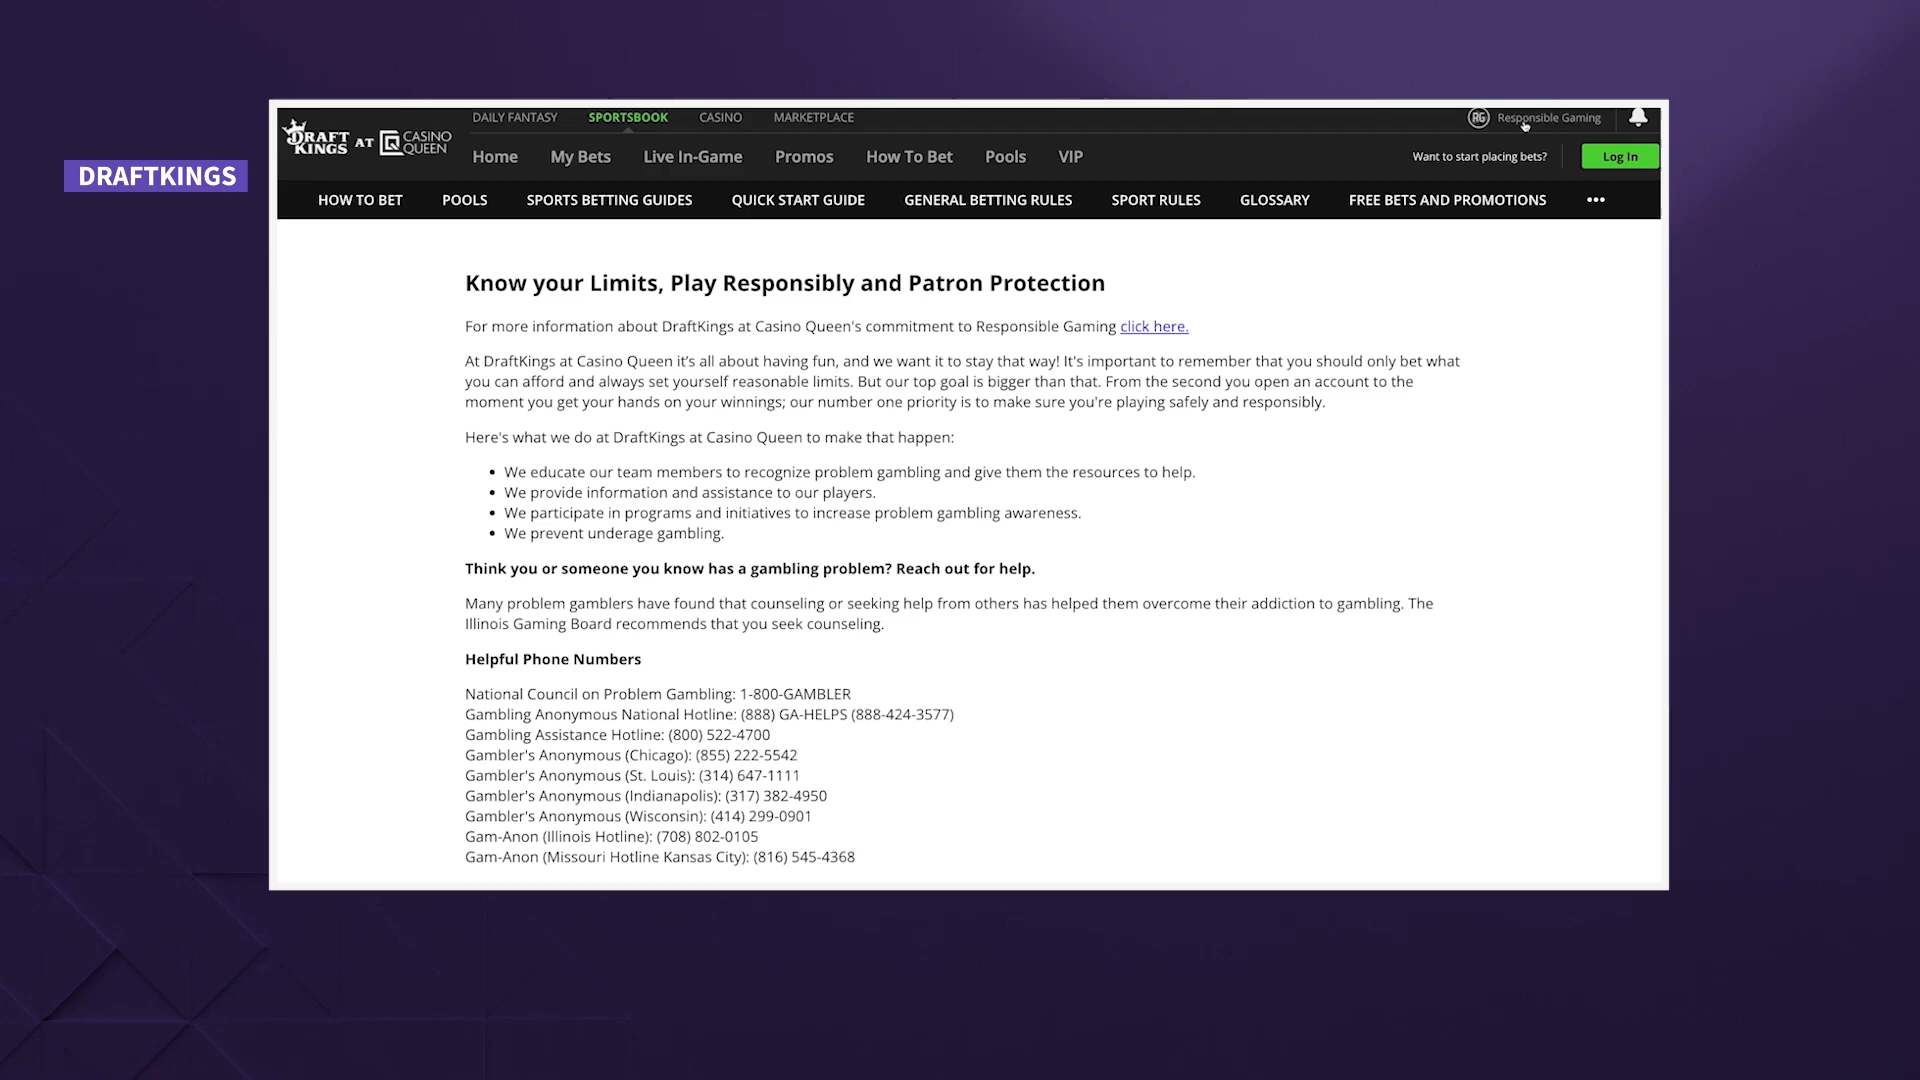 DRAFTKINGS
DAILY FANTASY SPORTSBOOK CASINO MARKETPLACE RG Responsible Gaming
DRAFT KINGS AT CASINO QUEEN
Home My Bets Live In-Game Promos How To Bet Pools VIP Want to start placing bets? Log In
HOW TO BET POOLS SPORTS BETTING GUIDES QUICK START GUIDE GENERAL BETTING RULES SPORT RULES GLOSSARY FREE BETS AND PROMOTIONS •••
Know your Limits, Play Responsibly and Patron Protection
For more information about DraftKings at Casino Queen's commitment to Responsible Gaming click here.
At DraftKings at Casino Queen it’s all about having fun, and we want it to stay that way! It's important to remember that you should only bet what
you can afford and always set yourself reasonable limits. But our top goal is bigger than that. From the second you open an account to the
moment you get your hands on your winnings; our number one priority is to make sure you're playing safely and responsibly.
Here's what we do at DraftKings at Casino Queen to make that happen:
• We educate our team members to recognize problem gambling and give them the resources to help.
• We provide information and assistance to our players.
• We participate in programs and initiatives to increase problem gambling awareness.
• We prevent underage gambling.
Think you or someone you know has a gambling problem? Reach out for help.
Many problem gamblers have found that counseling or seeking help from others has helped them overcome their addiction to gambling. The
Illinois Gaming Board recommends that you seek counseling.
Helpful Phone Numbers
National Council on Problem Gambling: 1-800-GAMBLER
Gambling Anonymous National Hotline: (888) GA-HELPS (888-424-3577)
Gambling Assistance Hotline: (800) 522-4700
Gambler's Anonymous (Chicago): (855) 222-5542
Gambler's Anonymous (St. Louis): (314) 647-1111
Gambler's Anonymous (Indianapolis): (317) 382-4950
Gambler's Anonymous (Wisconsin): (414) 299-0901
Gam-Anon (Illinois Hotline): (708) 802-0105
Gam-Anon (Missouri Hotline Kansas City): (816) 545-4368